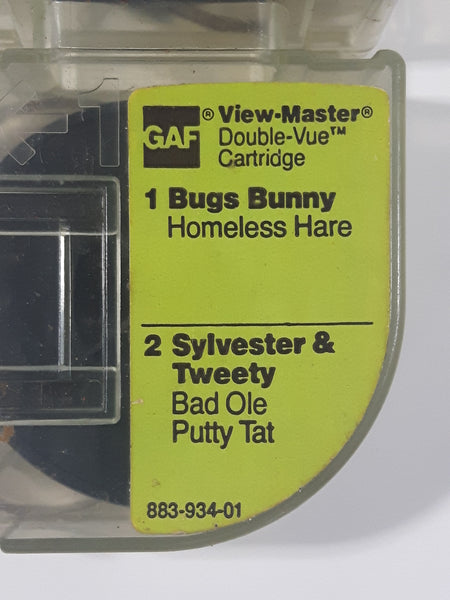 GAF® View-Master®
Double-Vue™
Cartridge
1 Bugs Bunny
Homeless Hare
2 Sylvester &
Tweety
Bad Ole
Putty Tat
883-934-01